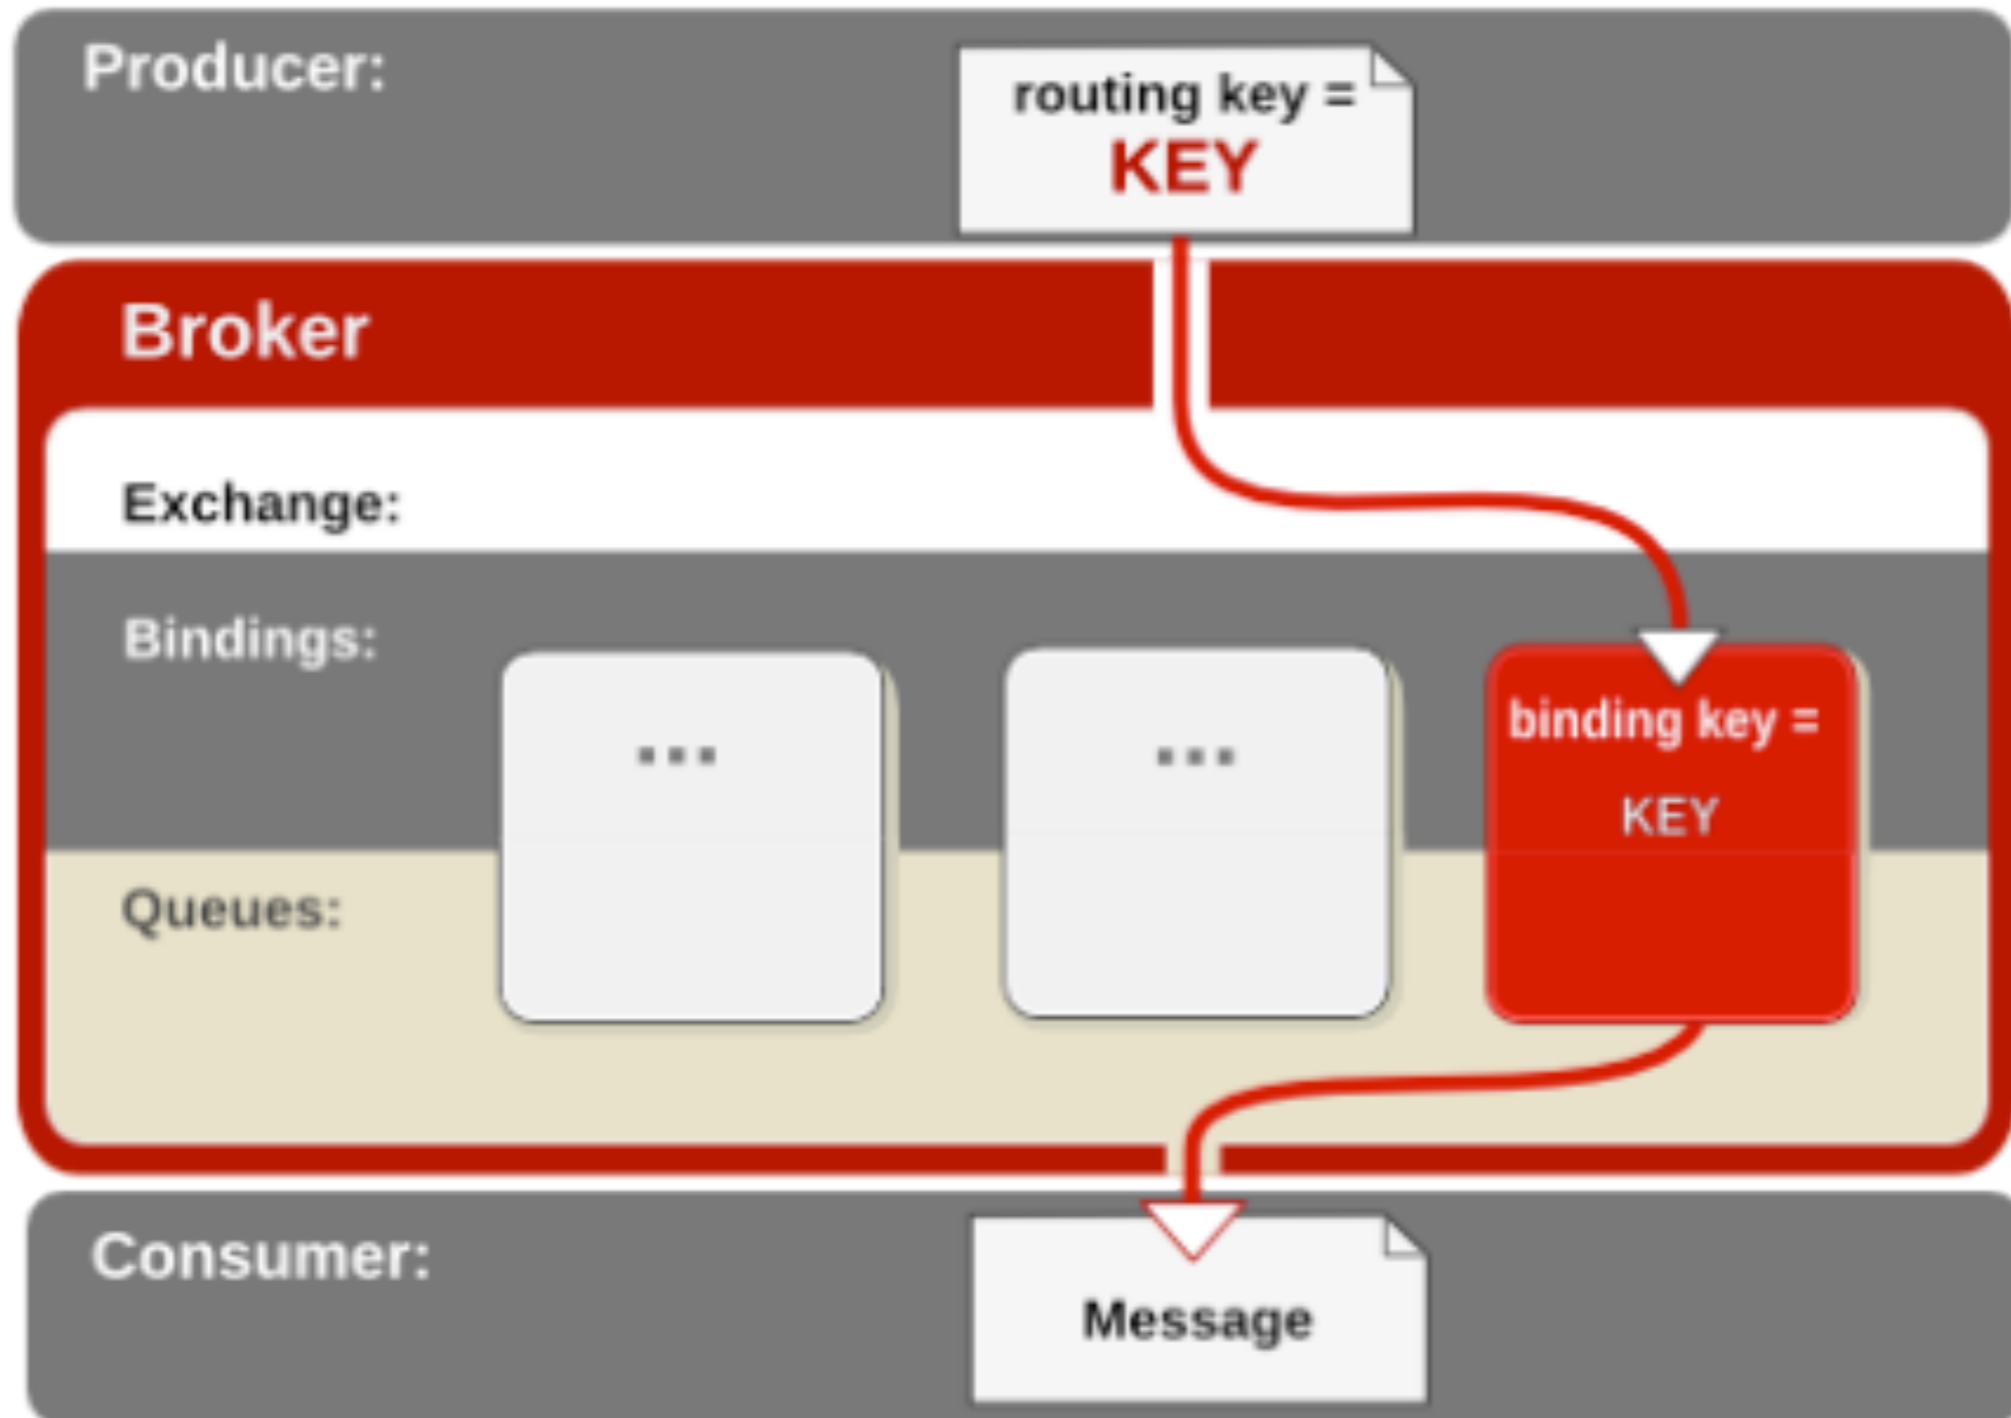 Producer:
routing key =
KEY
Broker
Exchange:
Bindings:
...
...
binding key =
KEY
Queues:
Consumer:
Message